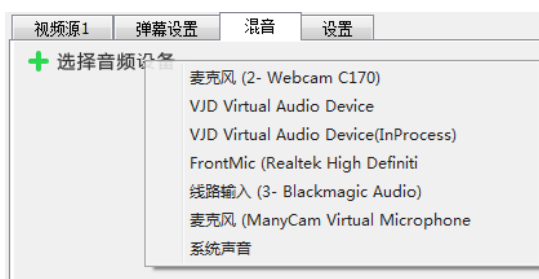 视频源1 弹幕设置 混音 设置
选择音频设备
麦克风 (2- Webcam C170)
VJD Virtual Audio Device
VJD Virtual Audio Device(InProcess)
FrontMic (Realtek High Definiti
线路输入 (3- Blackmagic Audio)
麦克风 (ManyCam Virtual Microphone
系统声音